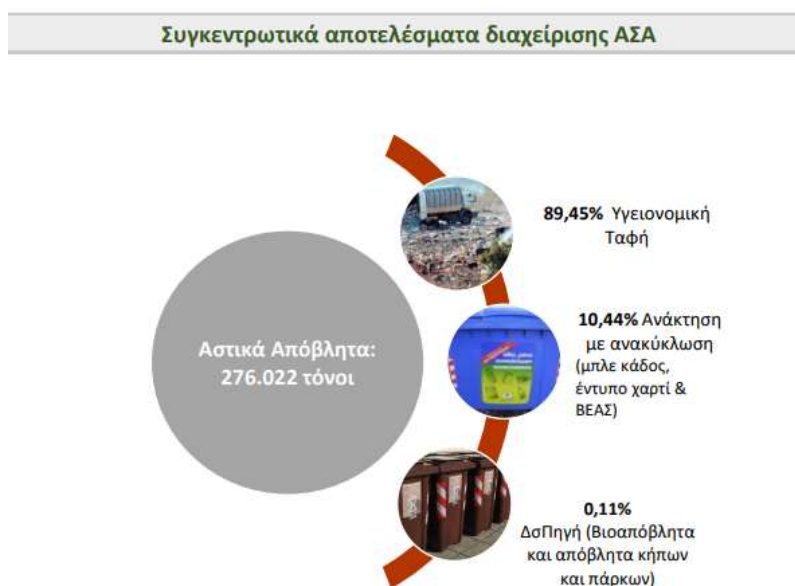 Συγκεντρωτικά αποτελέσματα διαχείρισης ΑΣΑ
Αστικά Απόβλητα:
276.022 τόνοι
89,45% Υγειονομική
Ταφή
10,44% Ανάκτηση
με ανακύκλωση
(μπλε κάδος,
έντυπο χαρτί &
ΒΕΑΣ)
0,11%
ΔσΠηγή (Βιοαπόβλητα
και απόβλητα κήπων
και πάρκων)